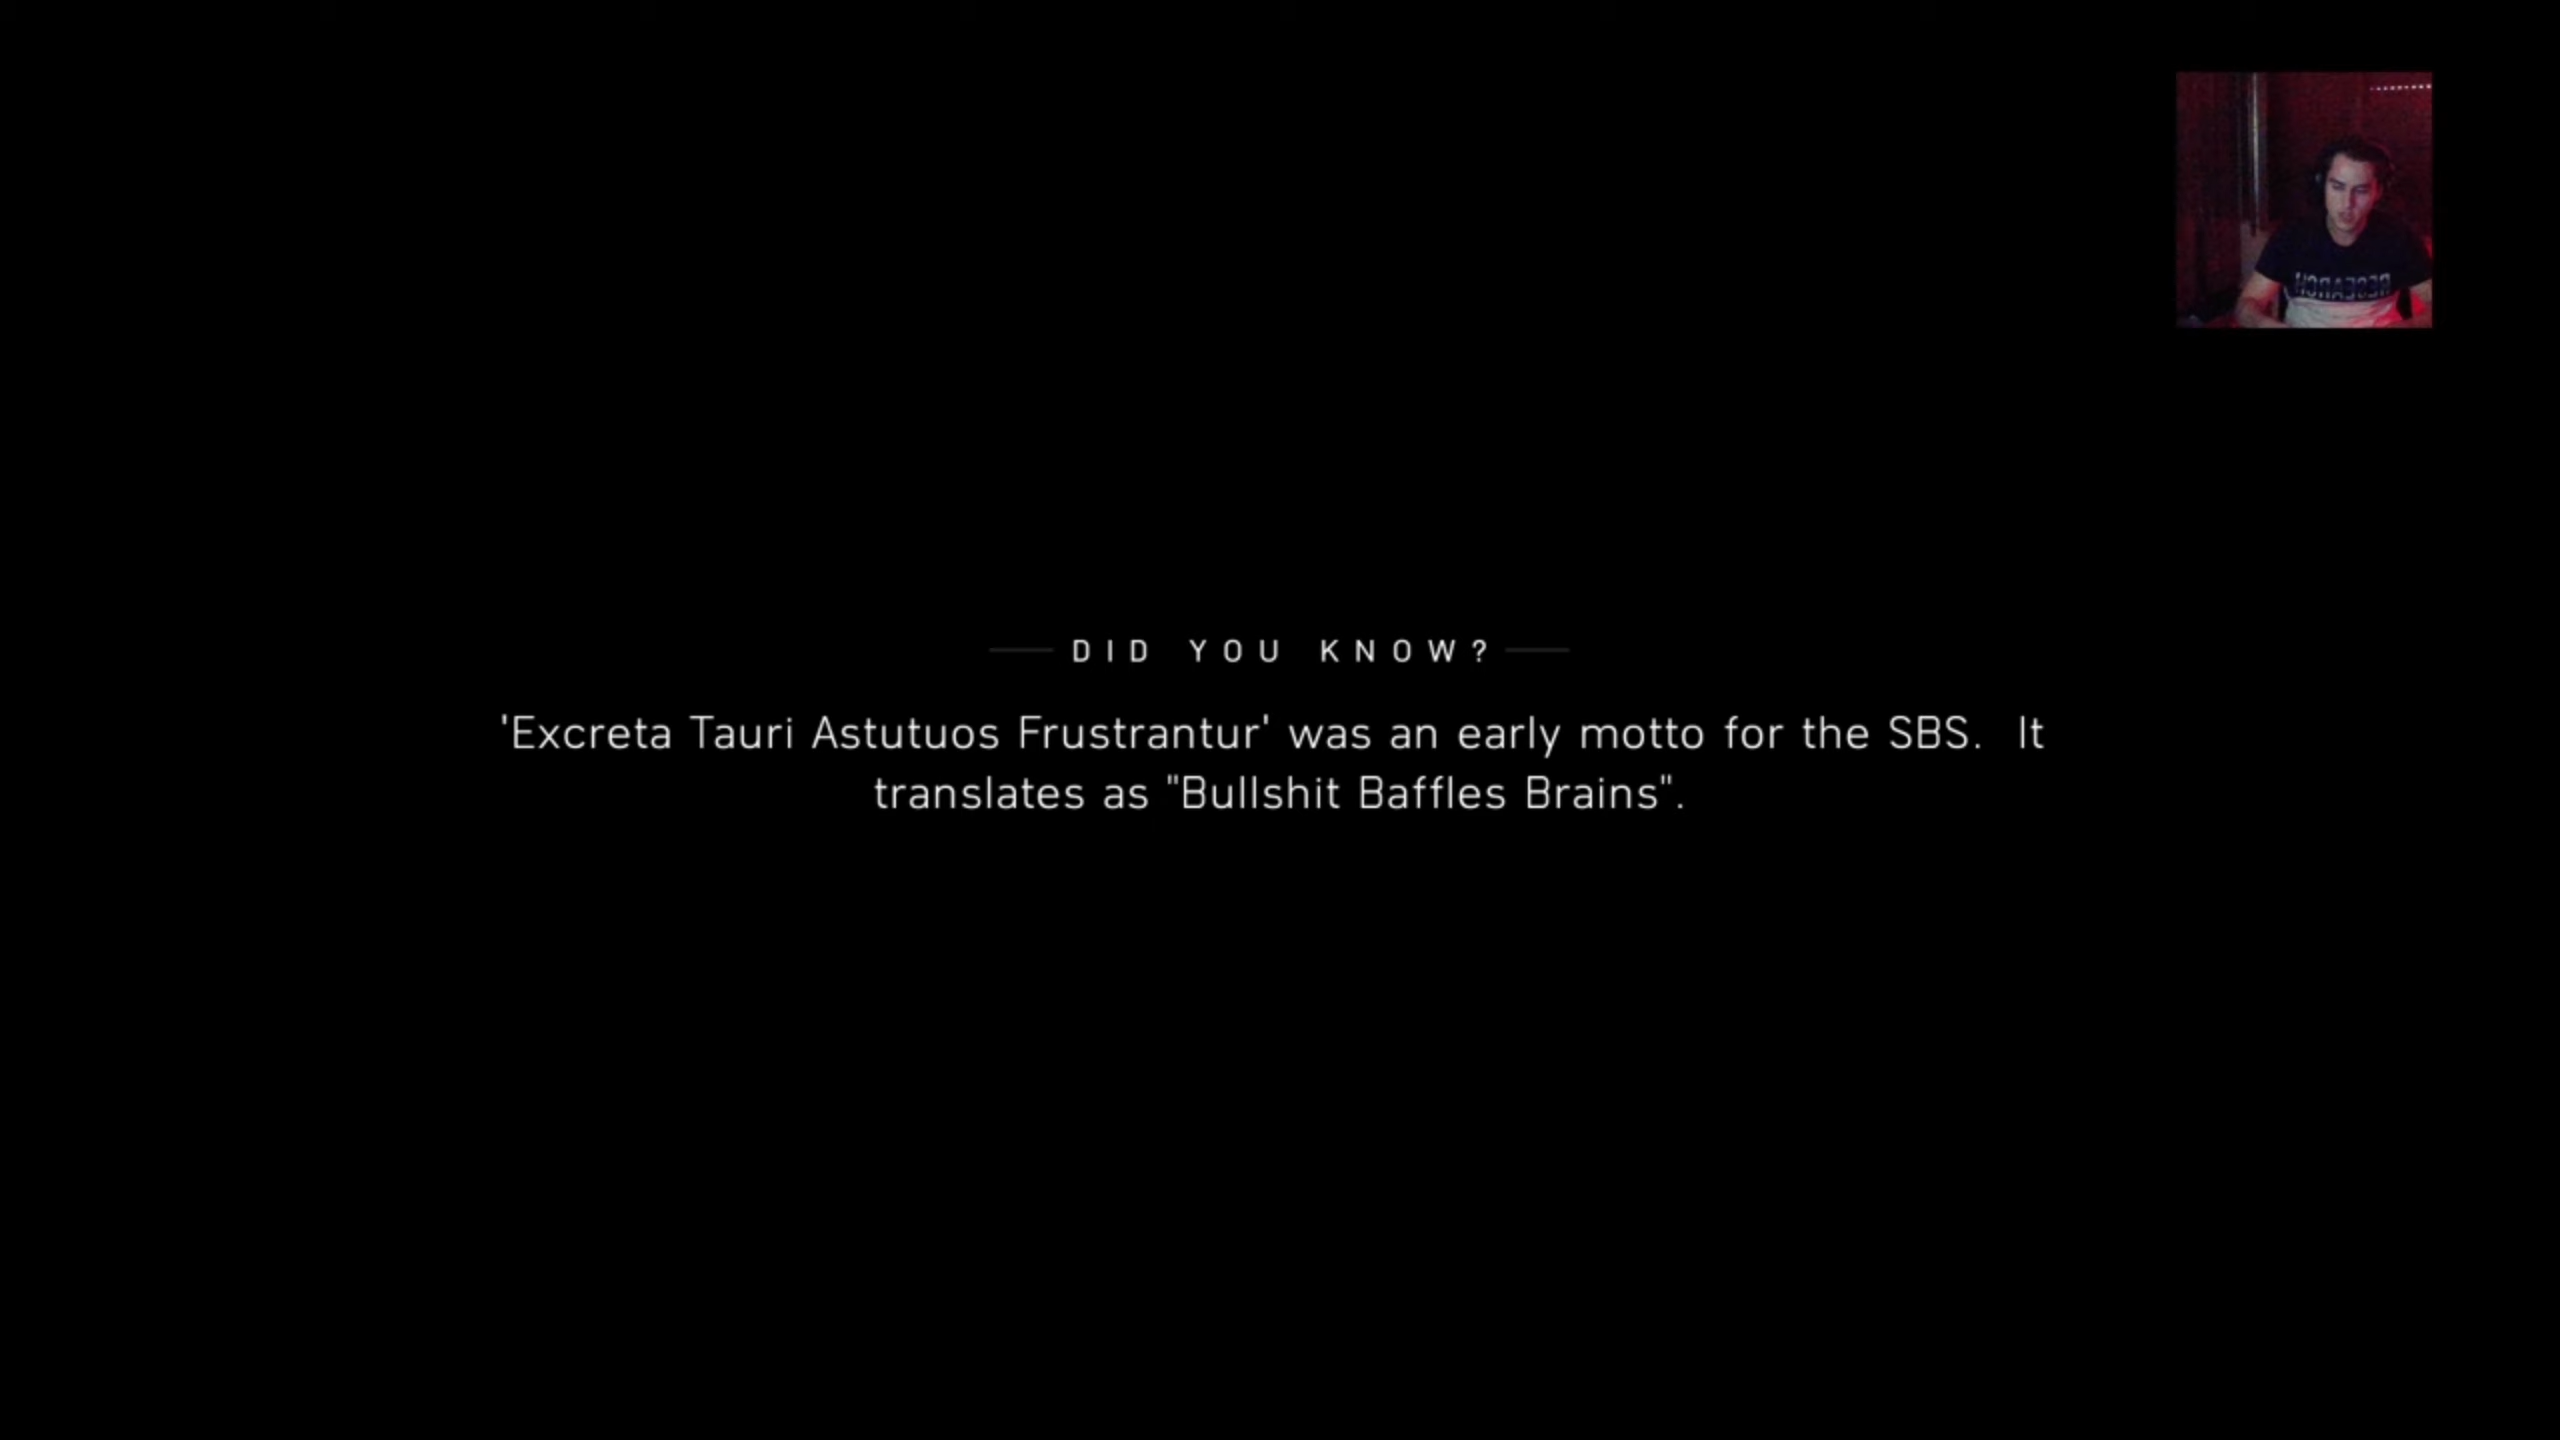 DID YOU KNOW?
'Excreta Tauri Astutuos Frustrantur' was an early motto for the SBS.  It
translates as "Bullshit Baffles Brains".
RESEARCH